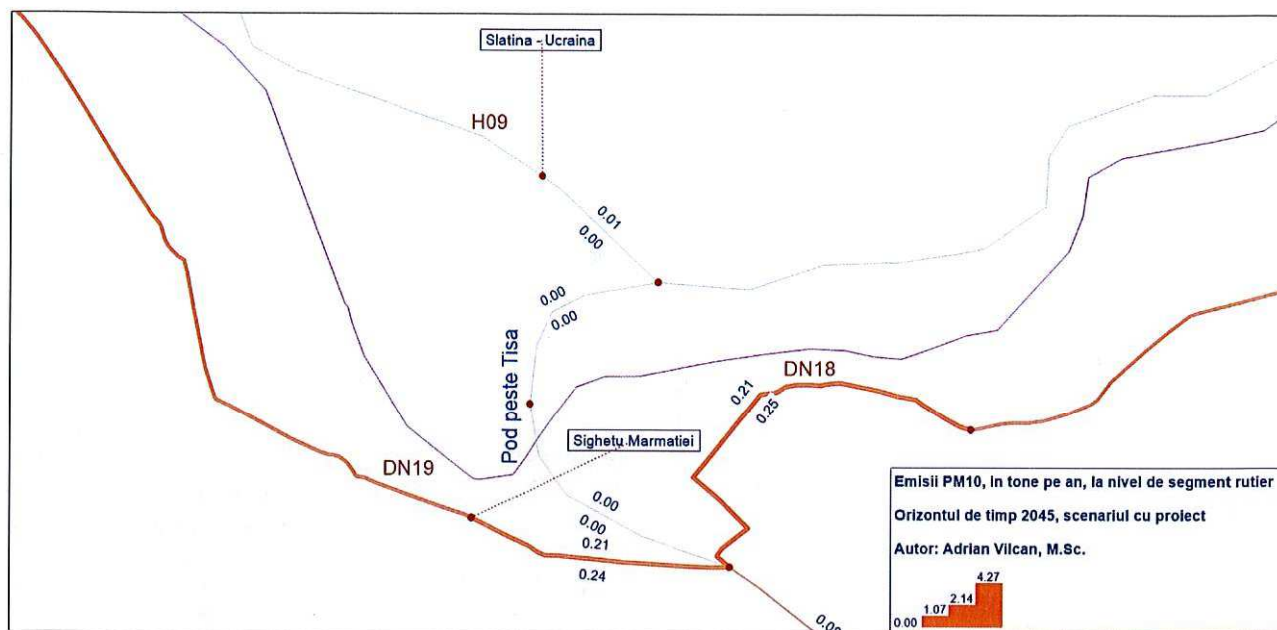 Slatina - Ucraina
H09
0.01
0.00
0.00
0.00
Pod peste Tisa
DN18
0.21
0.25
Sighetu Marmatiei
DN19
0.00
0.00
0.21
0.24
Emisii PM10, in tone pe an, la nivel de segment rutier
Orizontul de timp 2045, scenariul cu proiect
Autor: Adrian Vilcan, M.Sc.
4.27
2.14
1.07
0.00